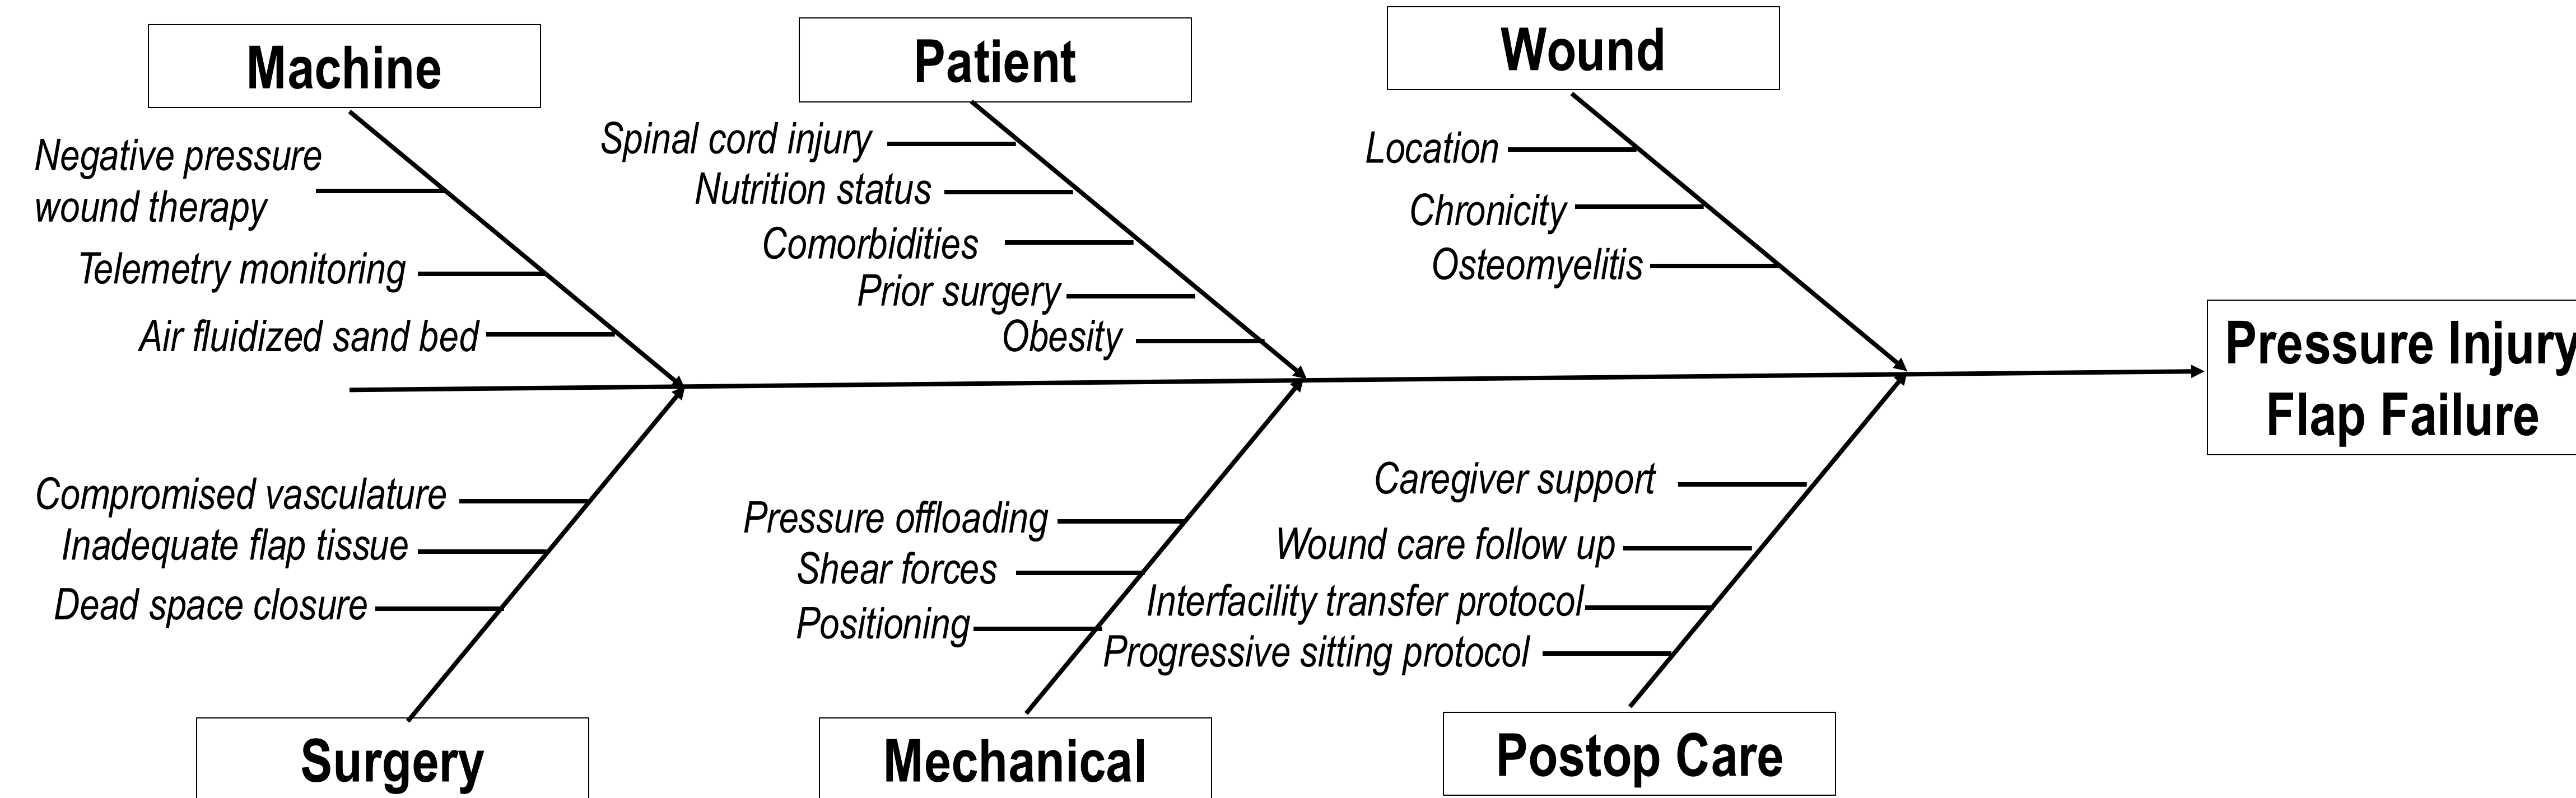 Machine
Negative pressure
wound therapy
Telemetry monitoring
Air fluidized sand bed
Patient
Spinal cord injury
Nutrition status
Comorbidities
Prior surgery
Obesity
Wound
Location
Chronicity
Osteomyelitis
Pressure Injury
Flap Failure
Compromised vasculature
Inadequate flap tissue
Dead space closure
Surgery
Pressure offloading
Shear forces
Positioning
Mechanical
Caregiver support
Wound care follow up
Interfacility transfer protocol
Progressive sitting protocol
Postop Care